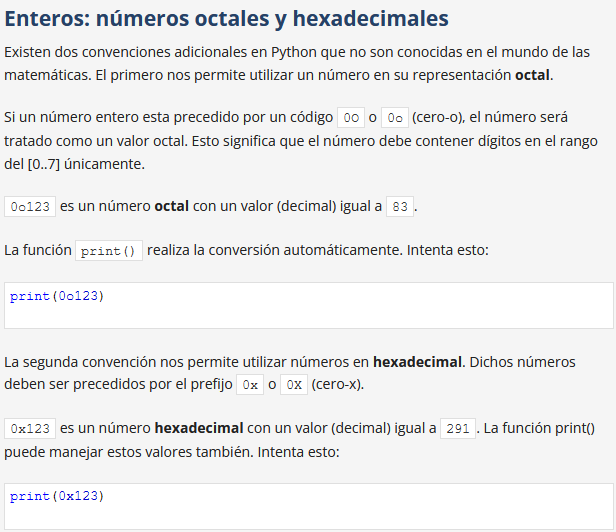 Enteros: números octales y hexadecimales
Existen dos convenciones adicionales en Python que no son conocidas en el mundo de las
matemáticas. El primero nos permite utilizar un número en su representación octal.
Si un número entero esta precedido por un código 0O o 0o (cero-o), el número será
tratado como un valor octal. Esto significa que el número debe contener dígitos en el rango
del [0..7] únicamente.
0o123 es un número octal con un valor (decimal) igual a 83.
La función print() realiza la conversión automáticamente. Intenta esto:
print(0o123)
La segunda convención nos permite utilizar números en hexadecimal. Dichos números
deben ser precedidos por el prefijo 0x o 0X (cero-x).
0x123 es un número hexadecimal con un valor (decimal) igual a 291. La función print()
puede manejar estos valores también. Intenta esto:
print(0x123)